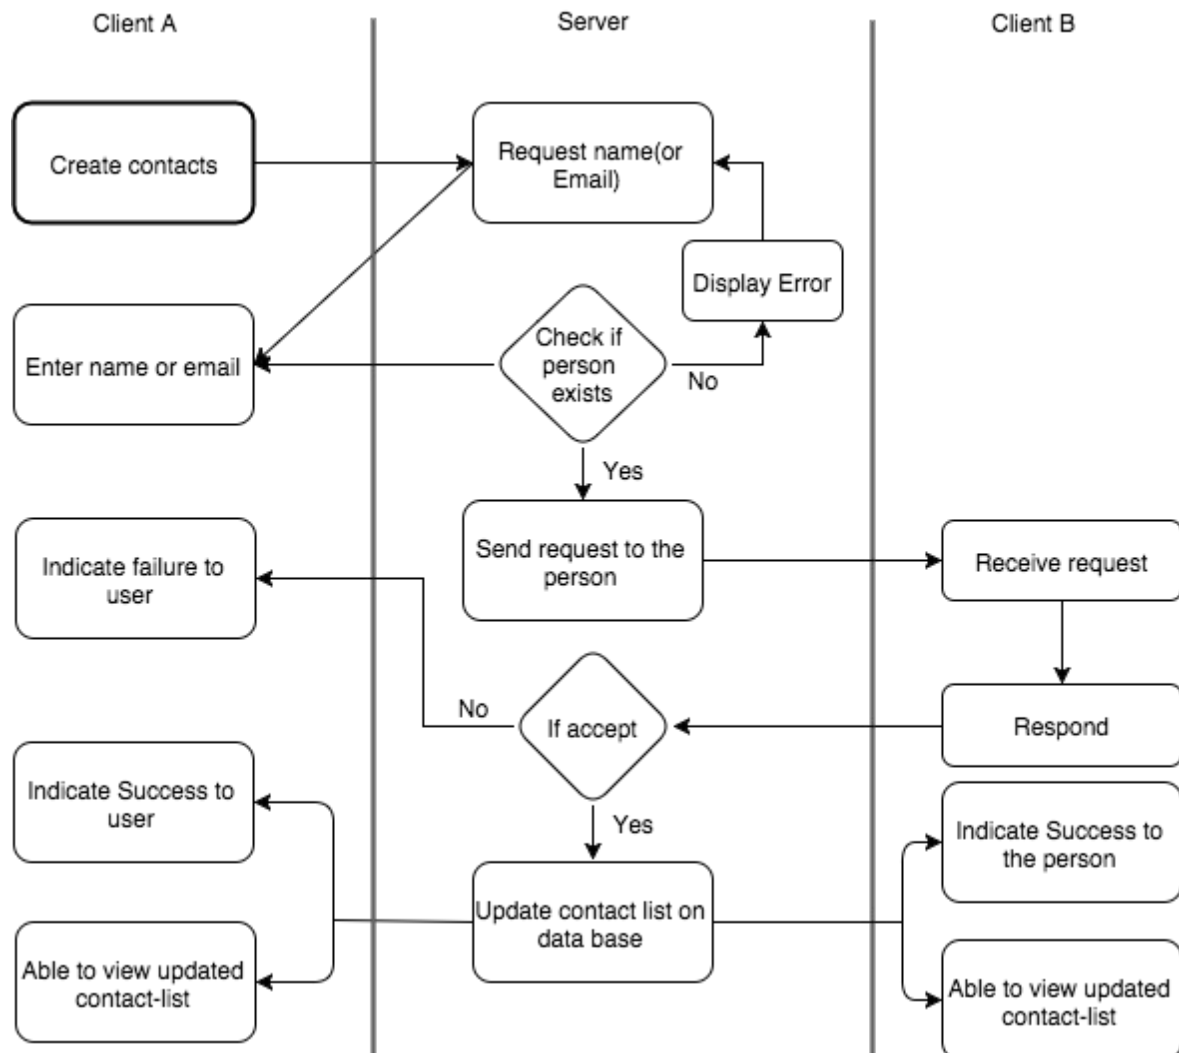 Client A
Server
Client B
Create contacts
Request name(or
Email)
Display Error
Enter name or email
Check if
person
exists
No
Yes
Indicate failure to
user
Send request to the
person
Receive request
No
If accept
Respond
Indicate Success to
user
Yes
Indicate Success to
the person
Update contact list on
data base
Able to view updated
contact-list
Able to view updated
contact-list